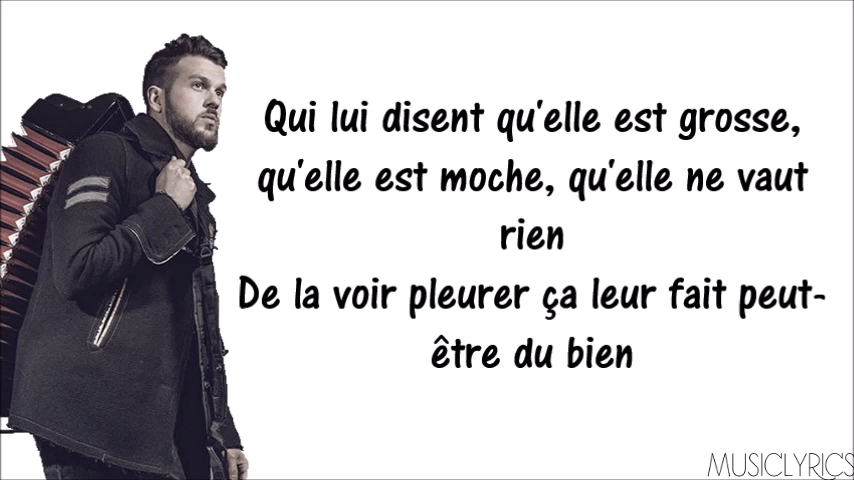 Qui lui disent qu'elle est grosse,
qu'elle est moche, qu'elle ne vaut
rien
De la voir pleurer ça leur fait peut-
être du bien
MUSICLYRICS